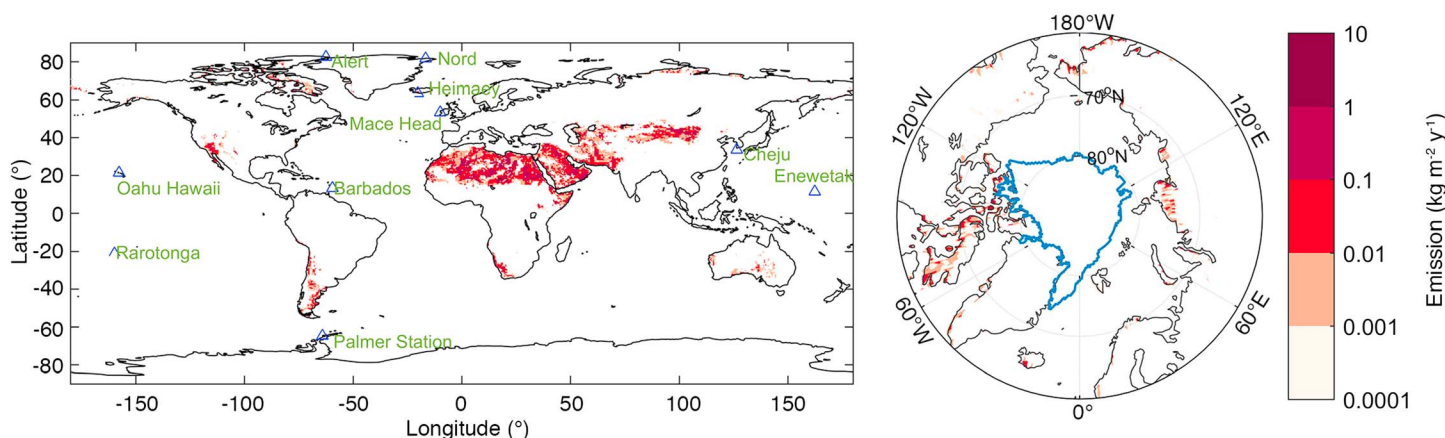 80
60
40
20
0
-20
-40
-60
-80
Latitude (°)
-150
-100
-50
0
50
100
150
Longitude (°)
Alert
Nord
Heimaey
Mace Head
Cheju
Oahu Hawaii
Barbados
Enewetak
Rarotonga
Palmer Station
180°W
120°W
120°E
70°N
80°N
60°W
60°E
0°
10
1
0.1
0.01
0.001
0.0001
Emission (kg m⁻² y⁻¹)